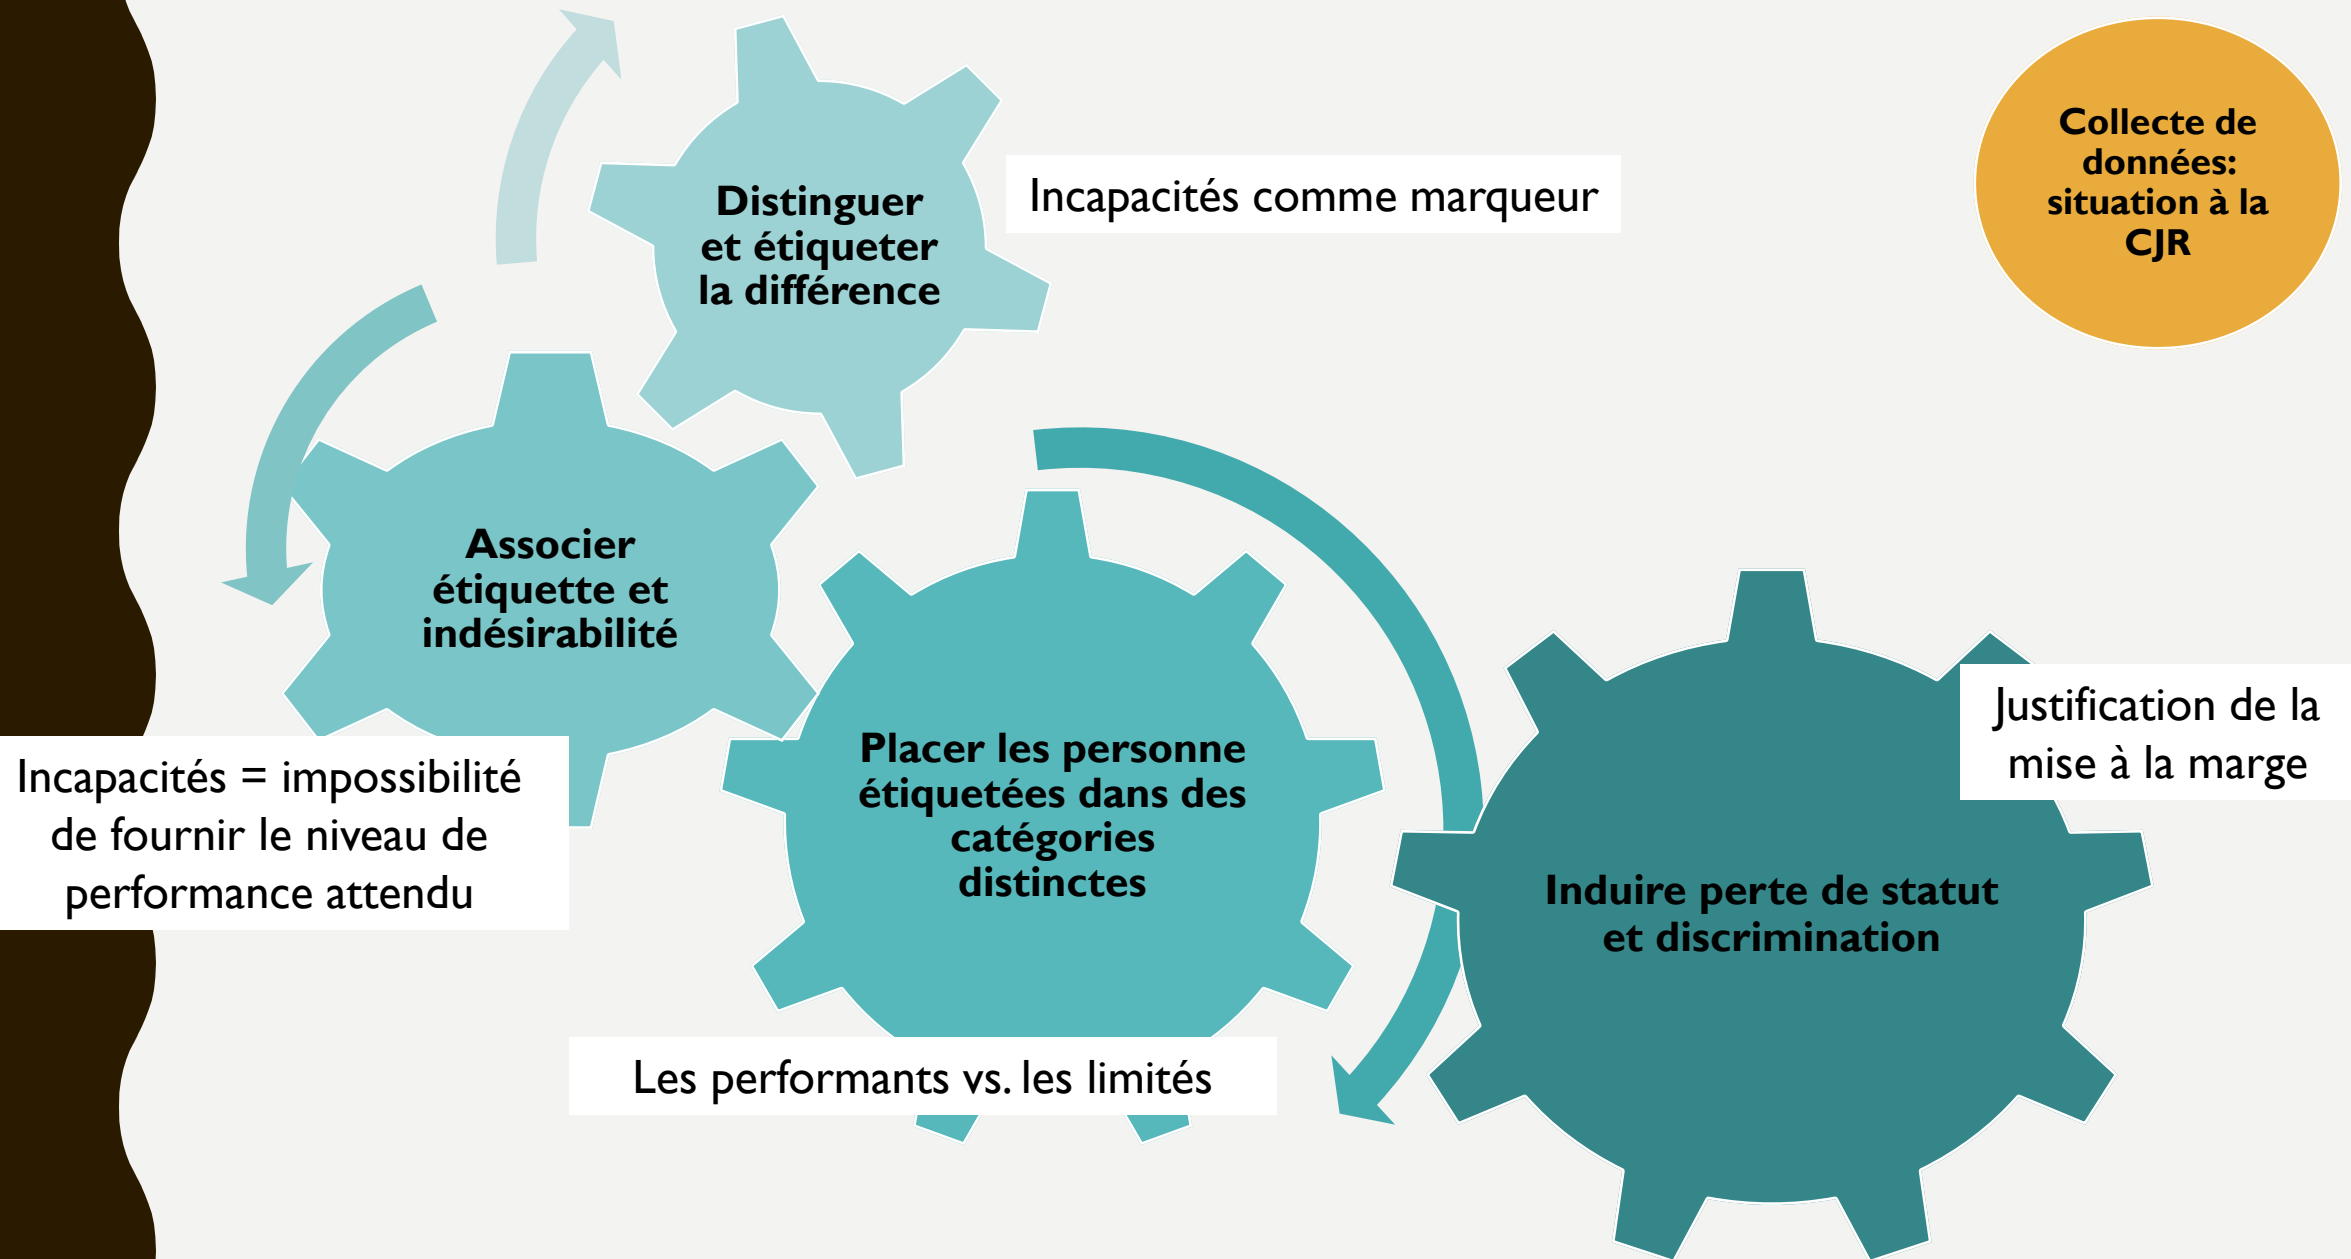 Distinguer
et étiqueter
la différence
Incapacités comme marqueur
Collecte de
données:
situation à la
CJR
Associer
étiquette et
indésirabilité
Incapacités = impossibilité
de fournir le niveau de
performance attendu
Placer les personne
étiquetées dans des
catégories
distinctes
Les performants vs. les limités
Induire perte de statut
et discrimination
Justification de la
mise à la marge